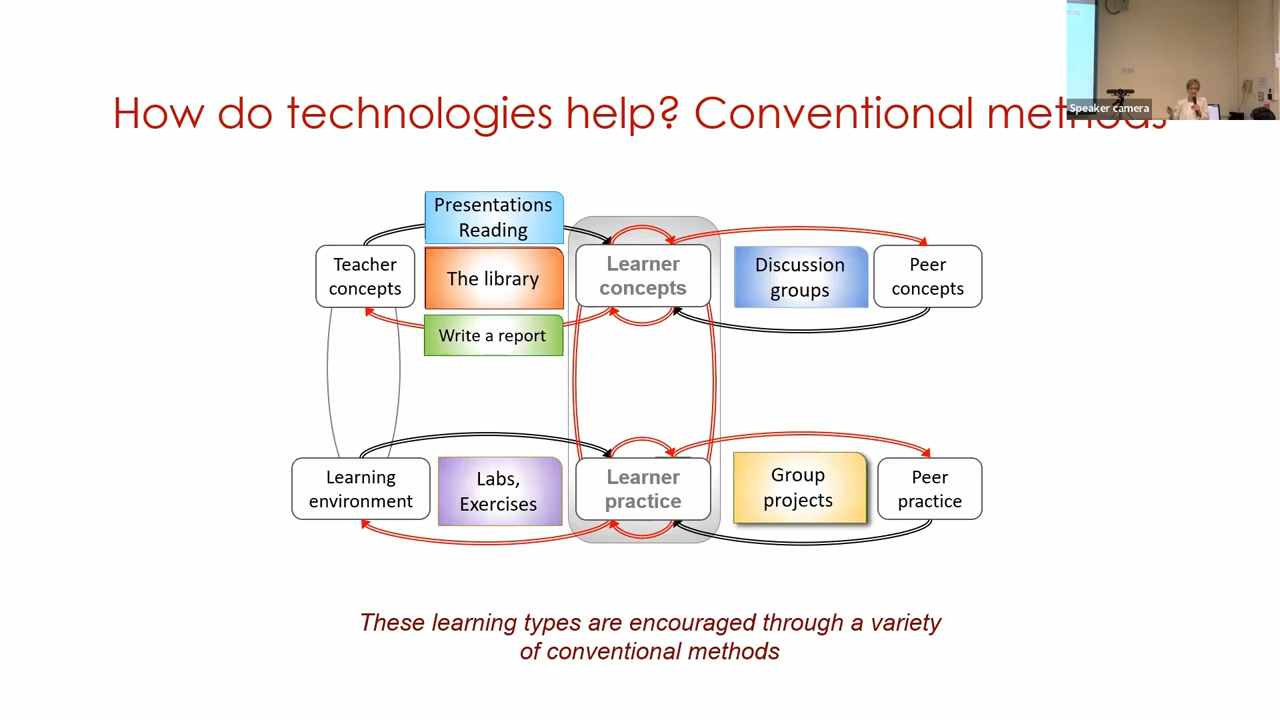 How do technologies help? Conventional methods
Speaker camera
Presentations
Reading
Teacher
concepts
The library
Learner
concepts
Discussion
groups
Peer
concepts
Write a report
Learning
environment
Labs,
Exercises
Learner
practice
Group
projects
Peer
practice
These learning types are encouraged through a variety
of conventional methods